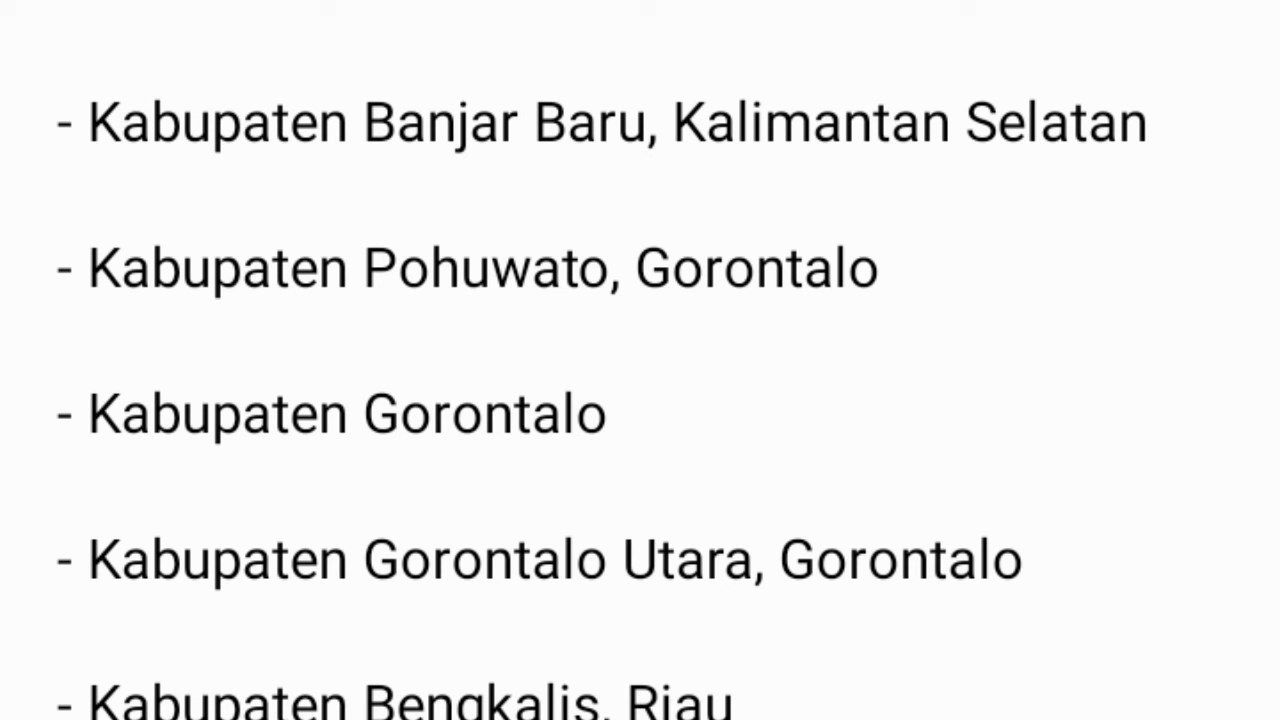 - Kabupaten Banjar Baru, Kalimantan Selatan
- Kabupaten Pohuwato, Gorontalo
- Kabupaten Gorontalo
- Kabupaten Gorontalo Utara, Gorontalo
- Kabupaten Bengkalis, Riau